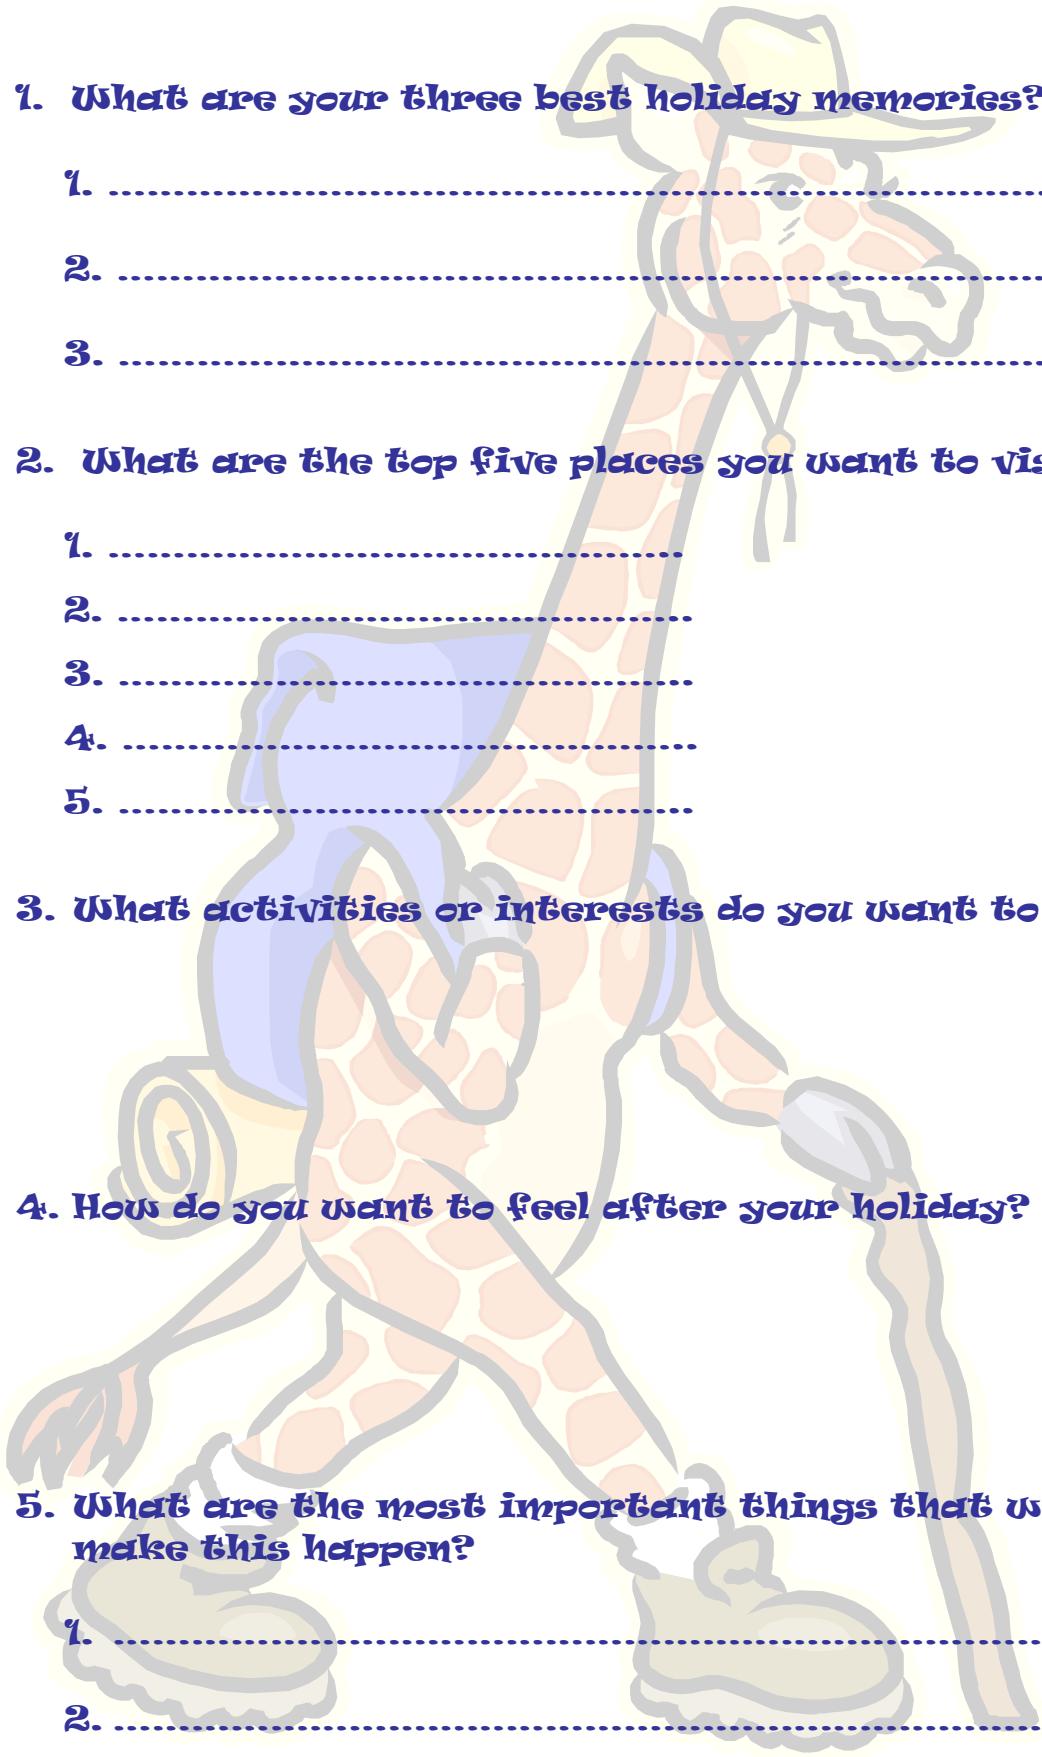 1. What are your three best holiday memories?
1. ........................................................................
2. ........................................................................
3. ........................................................................
2. What are the top five places you want to
1. .............................................
2. .............................................
3. .............................................
4. .............................................
5. .............................................
3. What activities or interests do you want to
4. How do you want to feel after your holiday?
5. What are the most important things that
make this happen?
1. ........................................................................
2. ........................................................................